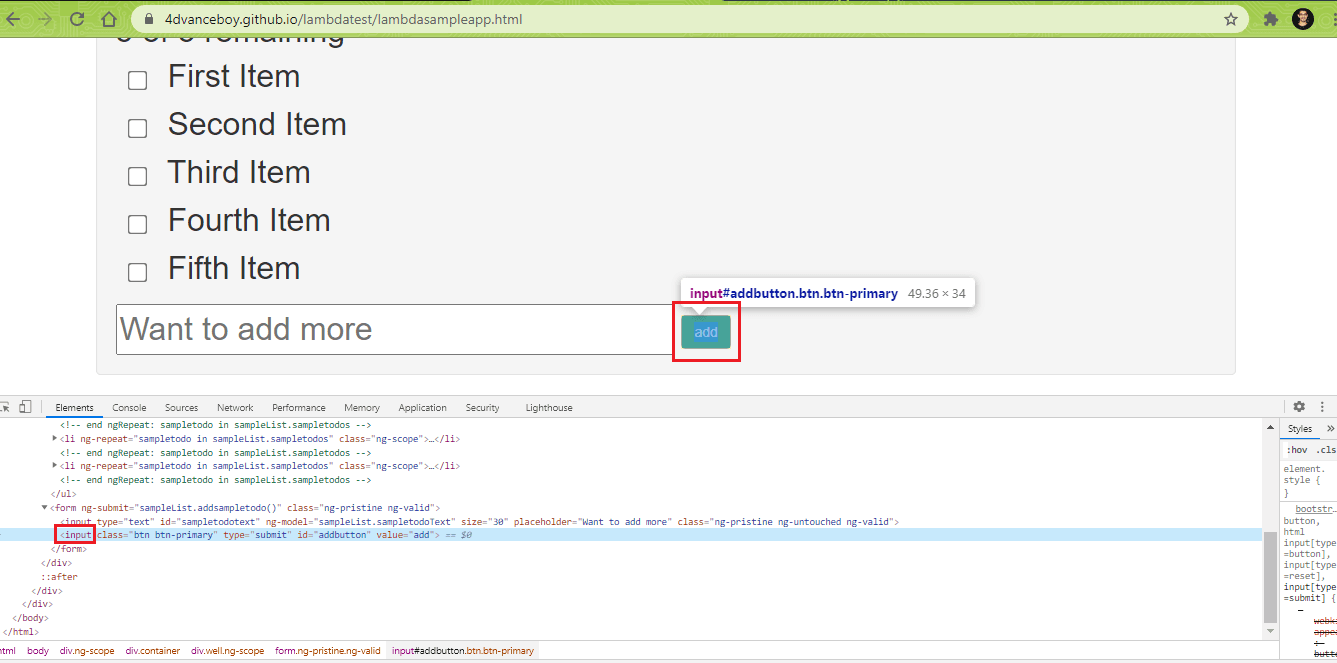 4dvanceboy.github.io/lambdatest/lambdasampleapp.html
First Item
Second Item
Third Item
Fourth Item
Fifth Item
input#addbutton.btn.btn-primary 49.36 × 34
Want to add more
add
Elements Console Sources Network Performance Memory Application Security Lighthouse
<!-- end ngRepeat: sampletodo in sampleList.sampletodos -->
<li ng-repeat="sampletodo in sampleList.sampletodos" class="ng-scope">…</li>
<!-- end ngRepeat: sampletodo in sampleList.sampletodos -->
<li ng-repeat="sampletodo in sampleList.sampletodos" class="ng-scope">…</li>
<!-- end ngRepeat: sampletodo in sampleList.sampletodos -->
</ul>
<form ng-submit="sampleList.addsampletodo()" class="ng-pristine ng-valid">
<input type="text" id="sampletodotext" ng-model="sampleList.sampletodoText" size="30" placeholder="Want to add more" class="ng-pristine ng-untouched ng-valid">
<input class="btn btn-primary" type="submit" id="addbutton" value="add"> == $0
</form>
</div>
::after
</div>
</div>
</body>
</html>
html body div.ng-scope div.container div.well.ng-scope form.ng-pristine.ng-valid input#addbutton.btn.btn-primary
Styles »
:hov .cls
element.
style {
}
bootstr…
button,
html
input[type
=button],
input[type
=reset],
input[type
=submit] {